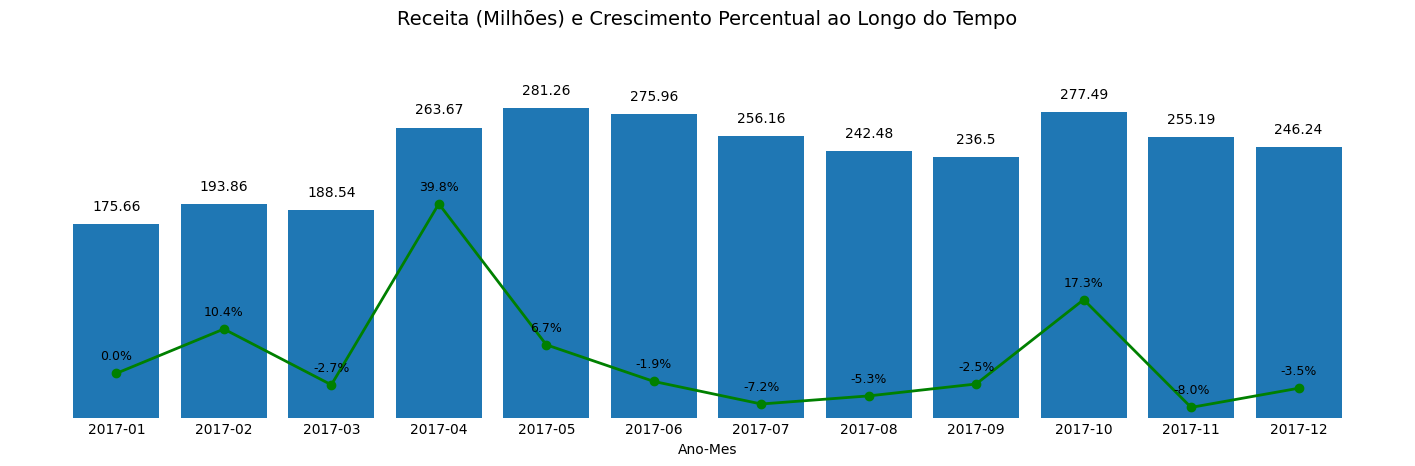 Receita (Milhões) e Crescimento Percentual ao Longo do Tempo
175.66 193.86 188.54 263.67 281.26 275.96 256.16 242.48 236.5 277.49 255.19 246.24
0.0% 10.4% -2.7% 39.8% 6.7% -1.9% -7.2% -5.3% -2.5% 17.3% -8.0% -3.5%
2017-01 2017-02 2017-03 2017-04 2017-05 2017-06 2017-07 2017-08 2017-09 2017-10 2017-11 2017-12
Ano-Mes